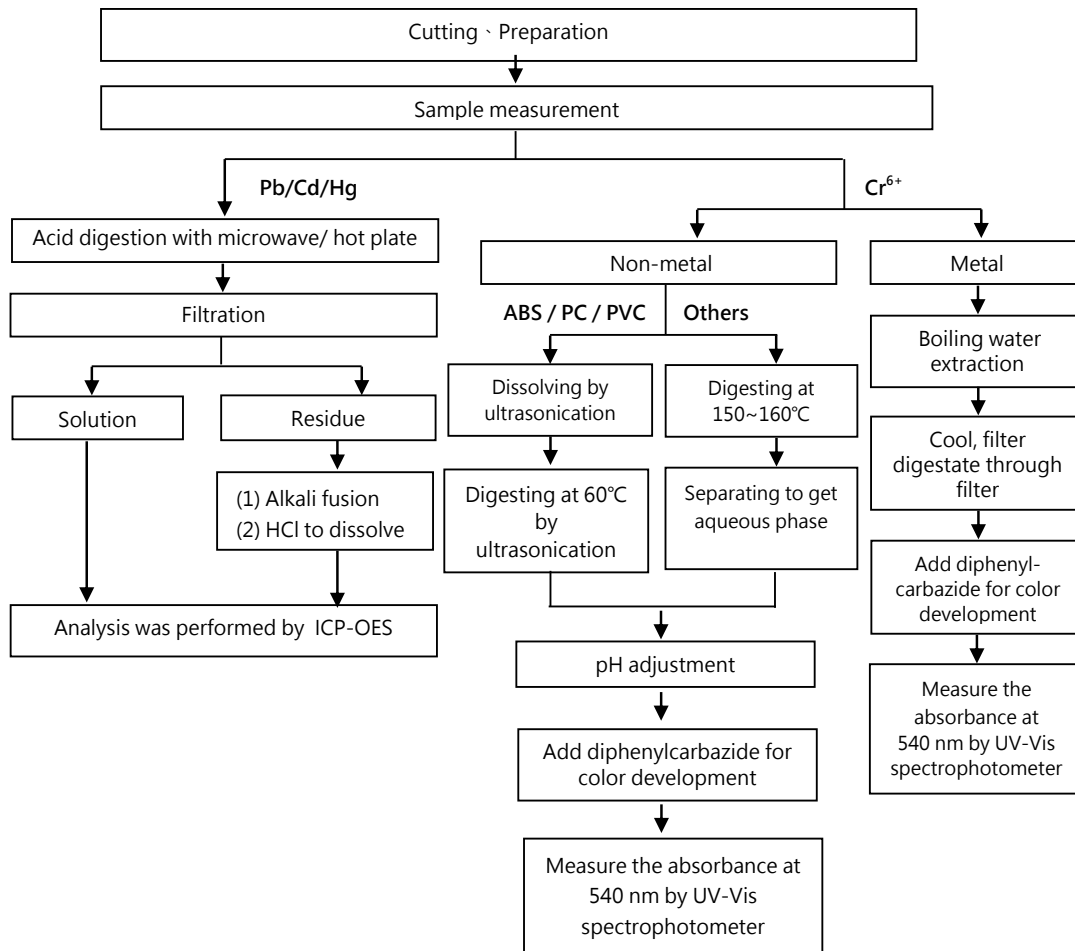 Cutting、Preparation
Sample measurement
Pb/Cd/Hg
Cr⁶⁺
Acid digestion with microwave/ hot plate
Filtration
Solution
Residue
(1) Alkali fusion
(2) HCl to dissolve
Analysis was performed by ICP-OES
Non-metal
ABS / PC / PVC
Others
Dissolving by
ultrasonication
Digesting at 60℃
by
ultrasonication
Digesting at
150~160℃
Separating to get
aqueous phase
pH adjustment
Add diphenylcarbazide for
color development
Measure the absorbance at
540 nm by UV-Vis
spectrophotometer
Metal
Boiling water
extraction
Cool, filter
digestate through
filter
Add diphenyl-
carbazide for color
development
Measure the
absorbance at
540 nm by UV-Vis
spectrophotometer